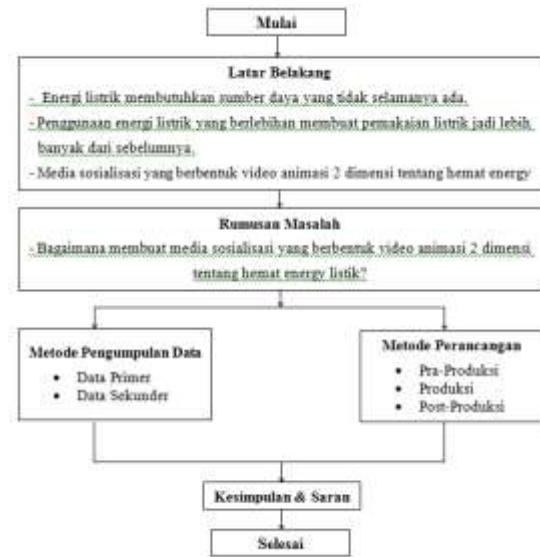 Mulai
Latar Belakang
- Energi listrik membutuhkan sumber daya yang tidak selamanya ada.
- Penggunaan energi listrik yang berlebihan membuat pemakaian listrik jadi lebih
banyak dari sebelumnya.
- Media sosialisasi yang berbentuk video animasi 2 dimensi tentang hemat energy
Rumusan Masalah
- Bagaimana membuat media sosialisasi yang berbentuk video animasi 2 dimensi
tentang hemat energy listik?
Metode Pengumpulan Data
• Data Primer
• Data Sekunder
Metode Perancangan
• Pra-Produksi
• Produksi
• Post-Produksi
Kesimpulan & Saran
Selesai